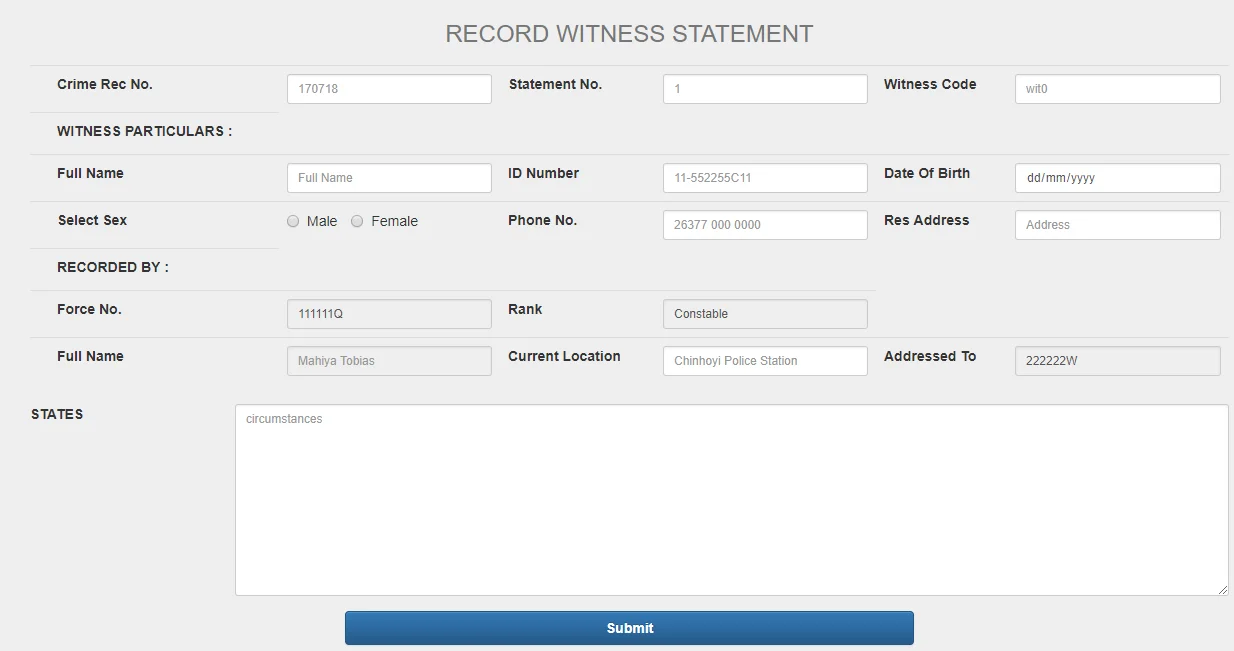 RECORD WITNESS STATEMENT
Crime Rec No. 170718 Statement No. 1 Witness Code wit0
WITNESS PARTICULARS :
Full Name Full Name ID Number 11-552255C11 Date Of Birth dd/mm/yyyy
Select Sex Male Female Phone No. 26377 000 0000 Res Address Address
RECORDED BY :
Force No. 111111Q Rank Constable
Full Name Mahiya Tobias Current Location Chinhoyi Police Station Addressed To 222222W
STATES circumstances
Submit